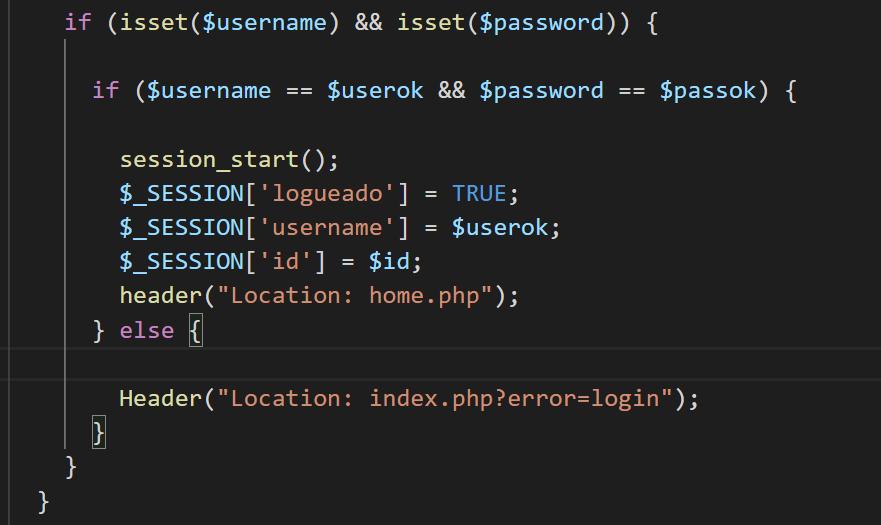 if (isset($username) && isset($password)) {
if ($username == $userok && $password == $passok) {
session_start();
$_SESSION['logueado'] = TRUE;
$_SESSION['username'] = $userok;
$_SESSION['id'] = $id;
header("Location: home.php");
} else {
Header("Location: index.php?error=login");
}
}
}